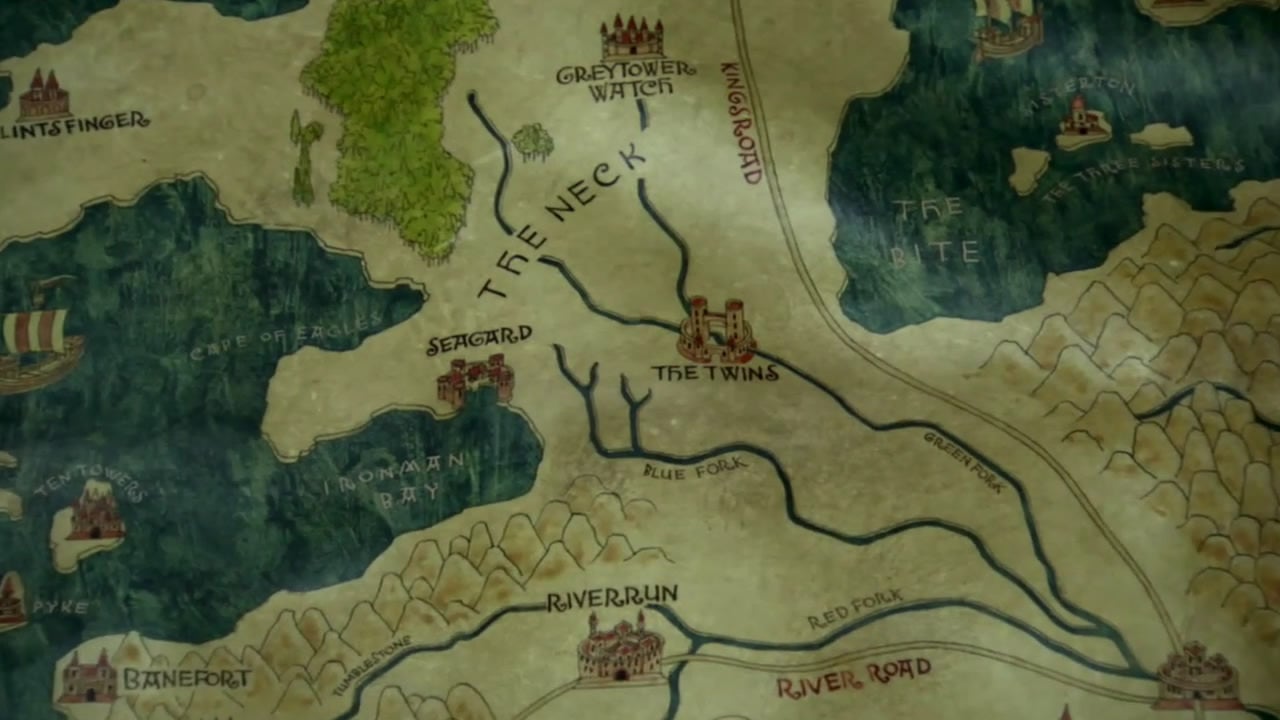 GREYTOWER
WATCH
KINGSROAD
LINTSFINGER
ISTERTON
THE THREE SISTERS
THE NECK
THE
BITE
CAPE OF EAGLES
SEAGARD
THE TWINS
GREEN FORK
BLUE FORK
IRONMAN
BAY
TEN TOWERS
PYKE
RIVERRUN
RED FORK
TUMBLESTONE
BANEFORT
RIVER ROAD